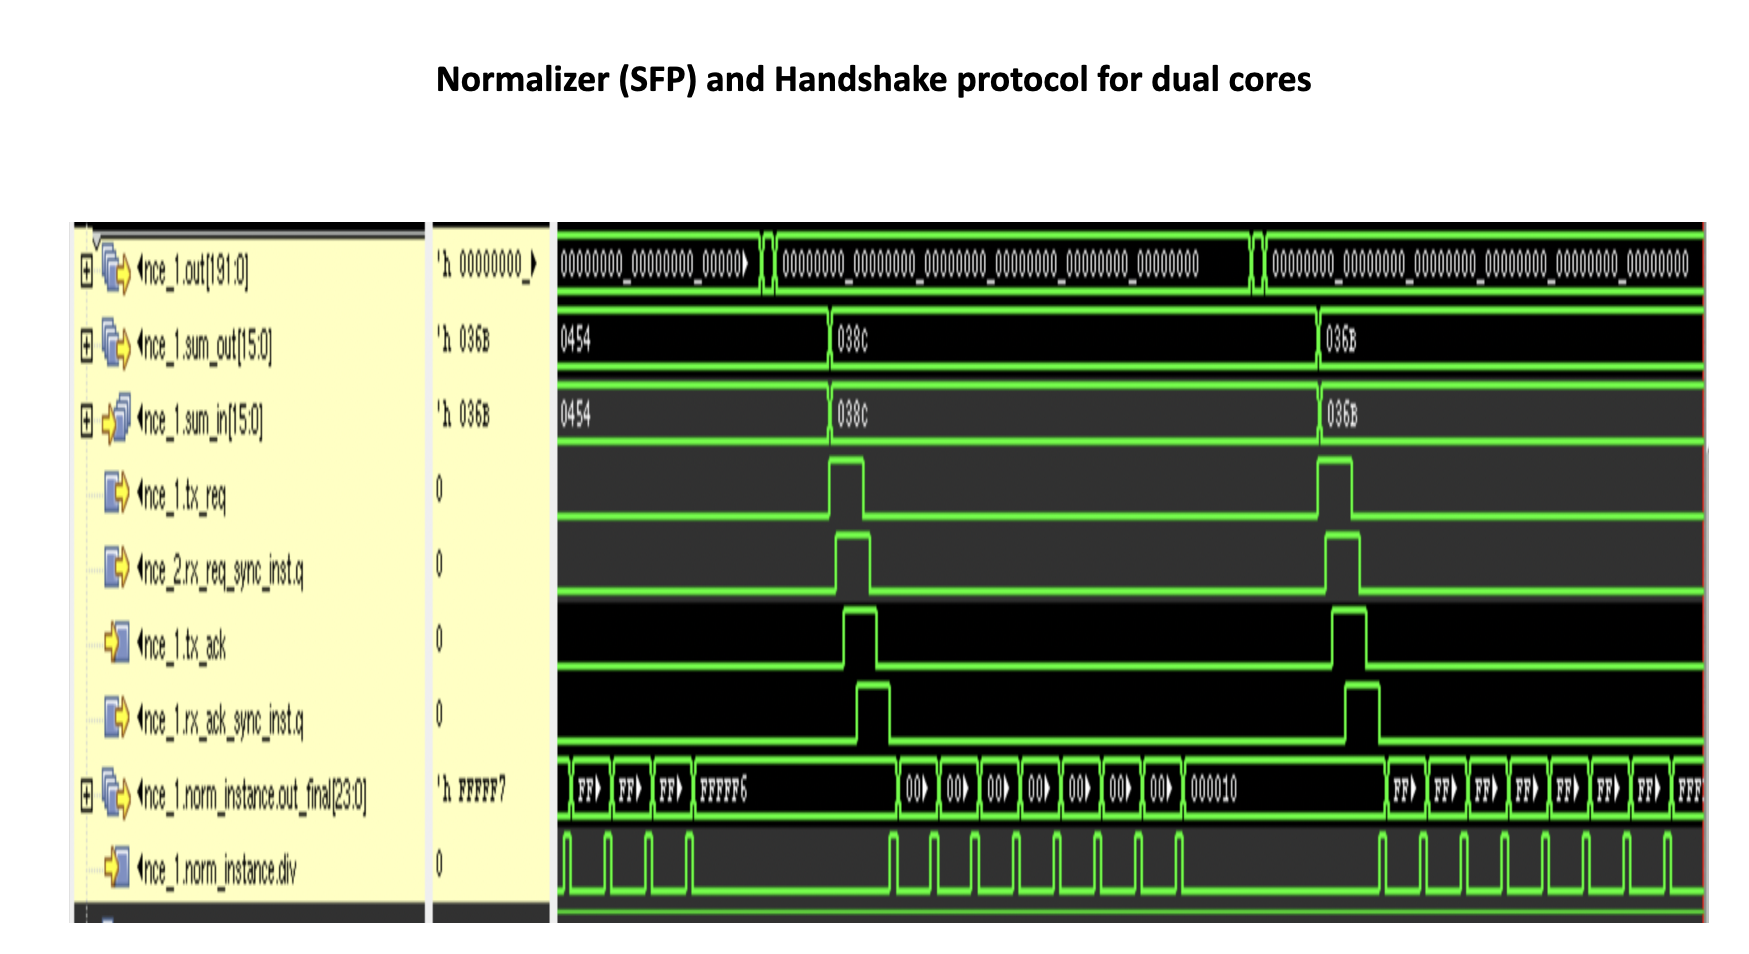 Normalizer (SFP) and Handshake protocol for dual cores
nce_1.out[191:0] 'h 00000000_ 00000000_00000000_00000 00000000_00000000_00000000_00000000_00000000_00000000 00000000_00000000_00000000_00000000_00000000_00000000
nce_1.sum_out[15:0] 'h 036B 0454 038C 036B
nce_1.sum_in[15:0] 'h 036B 0454 038C 036B
nce_1.tx_req 0
nce_2.rx_req_sync_inst.q 0
nce_1.tx_ack 0
nce_1.rx_ack_sync_inst.q 0
nce_1.norm_instance.out_final[23:0] 'h FFFFF7 FF FF FF FFFFF6 00 00 00 00 00 00 00 000010 FF FF FF FF FF FF FF FFF
nce_1.norm_instance.div 0